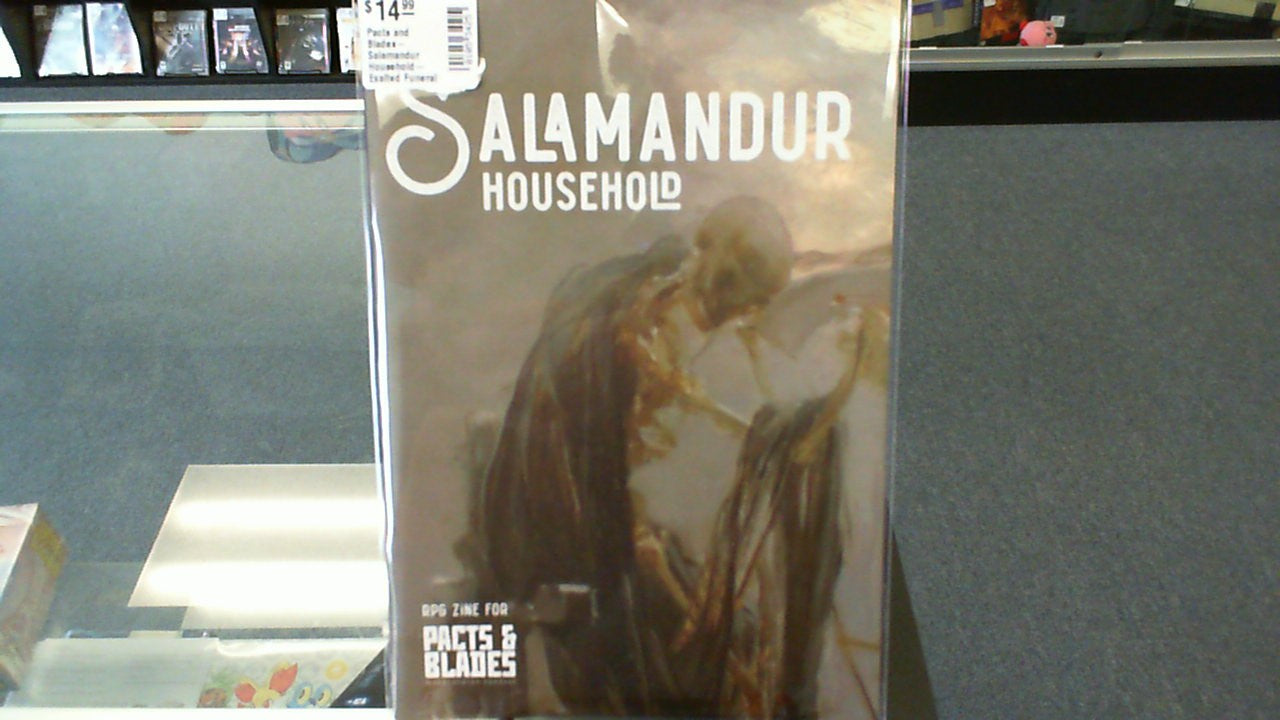 $14.99
Pacts and
Blades -
Salamandur
Household -
Exalted Funeral
SALAMANDUR
HOUSEHOLD
RPG ZINE FOR
PACTS &
BLADES